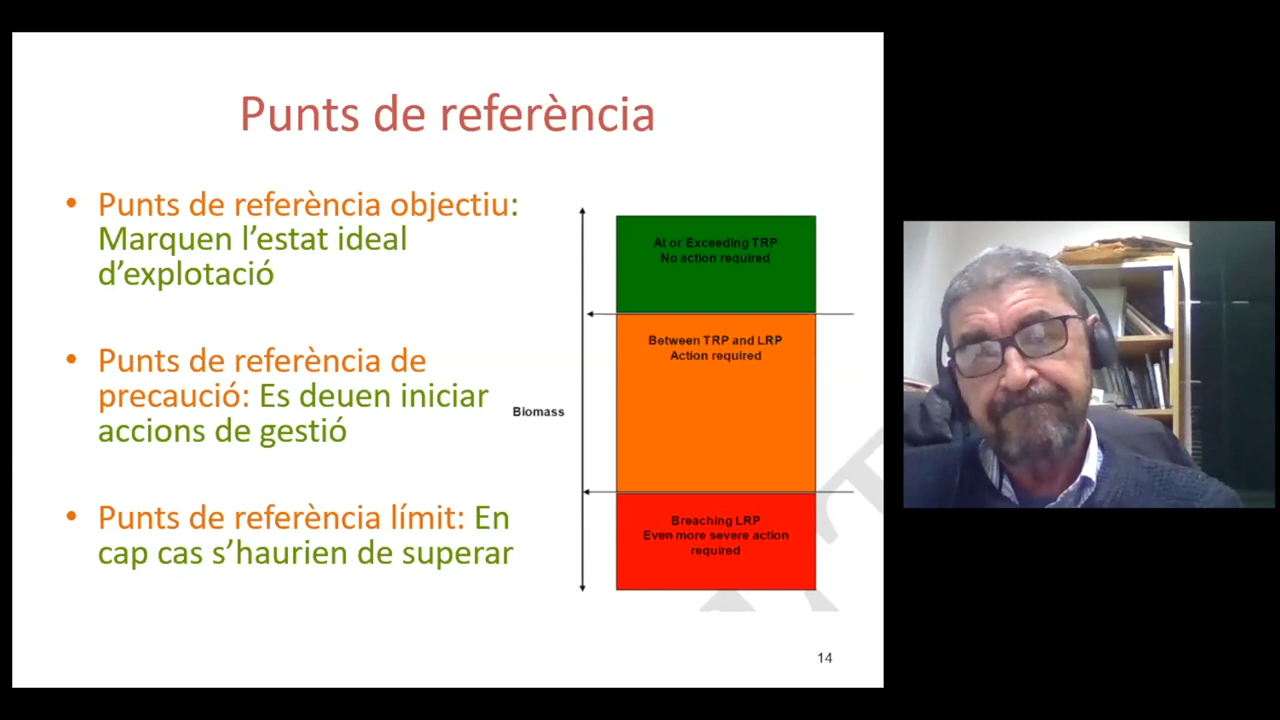 Punts de referència
• Punts de referència objectiu:
Marquen l’estat ideal
d’explotació
• Punts de referència de
precaució: Es deuen iniciar
accions de gestió
• Punts de referència límit: En
cap cas s’haurien de superar
At or Exceeding TRP
No action required
Between TRP and LRP
Action required
Biomass
Breaching LRP
Even more severe action
required
14